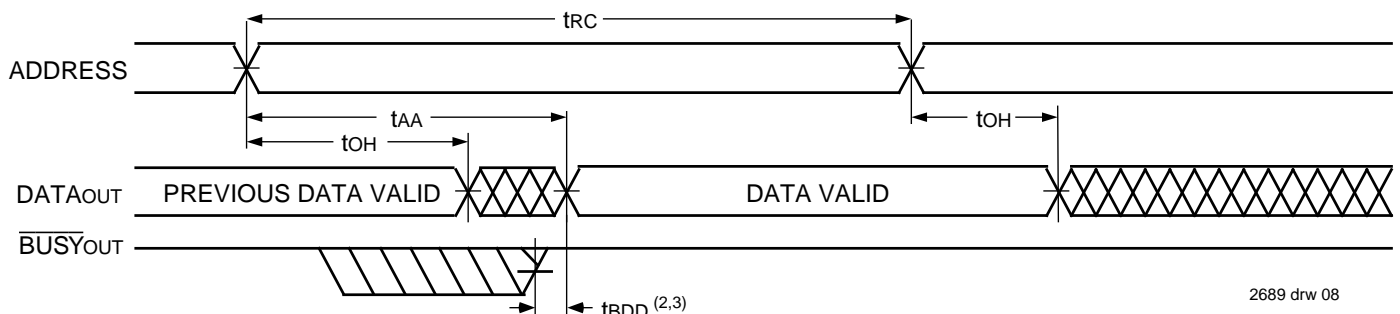 tRC
ADDRESS
tAA
tOH
tOH
DATAOUT
PREVIOUS DATA VALID
DATA VALID
BUSYOUT
tBDD (2,3)
2689 drw 08